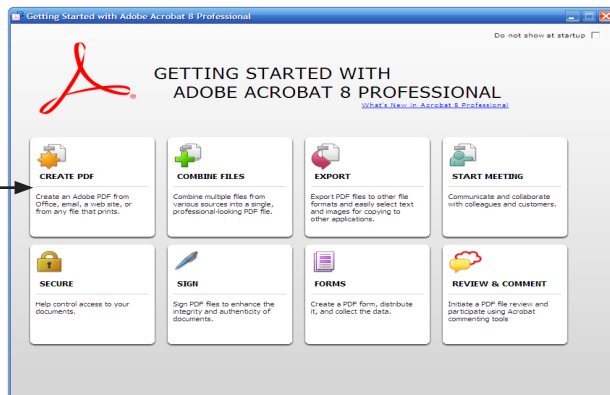 Getting Started with Adobe Acrobat 8 Professional
Do not show at startup
GETTING STARTED WITH
ADOBE ACROBAT 8 PROFESSIONAL
What's New in Acrobat 8 Professional
CREATE PDF
Create an Adobe PDF from
Office, email, a web site, or
from any file that prints.
COMBINE FILES
Combine multiple files from
various sources into a single,
professional-looking PDF file.
EXPORT
Export PDF files to other file
formats and easily select text
and images for copying to
other applications.
START MEETING
Communicate and collaborate
with colleagues and customers.
SECURE
Help control access to your
documents.
SIGN
Sign PDF files to enhance the
integrity and authenticity of
documents.
FORMS
Create a PDF form, distribute
it, and collect the data.
REVIEW & COMMENT
Initiate a PDF file review and
participate using Acrobat
commenting tools